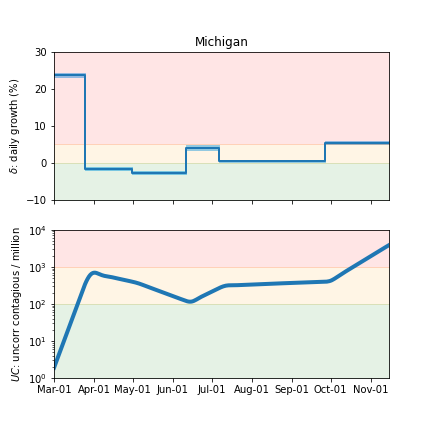 Michigan
δ: daily growth (%)
30
20
10
0
−10
UC: uncorr contagious / million
10⁴
10³
10²
10¹
10⁰
Mar-01 Apr-01 May-01 Jun-01 Jul-01 Aug-01 Sep-01 Oct-01 Nov-01